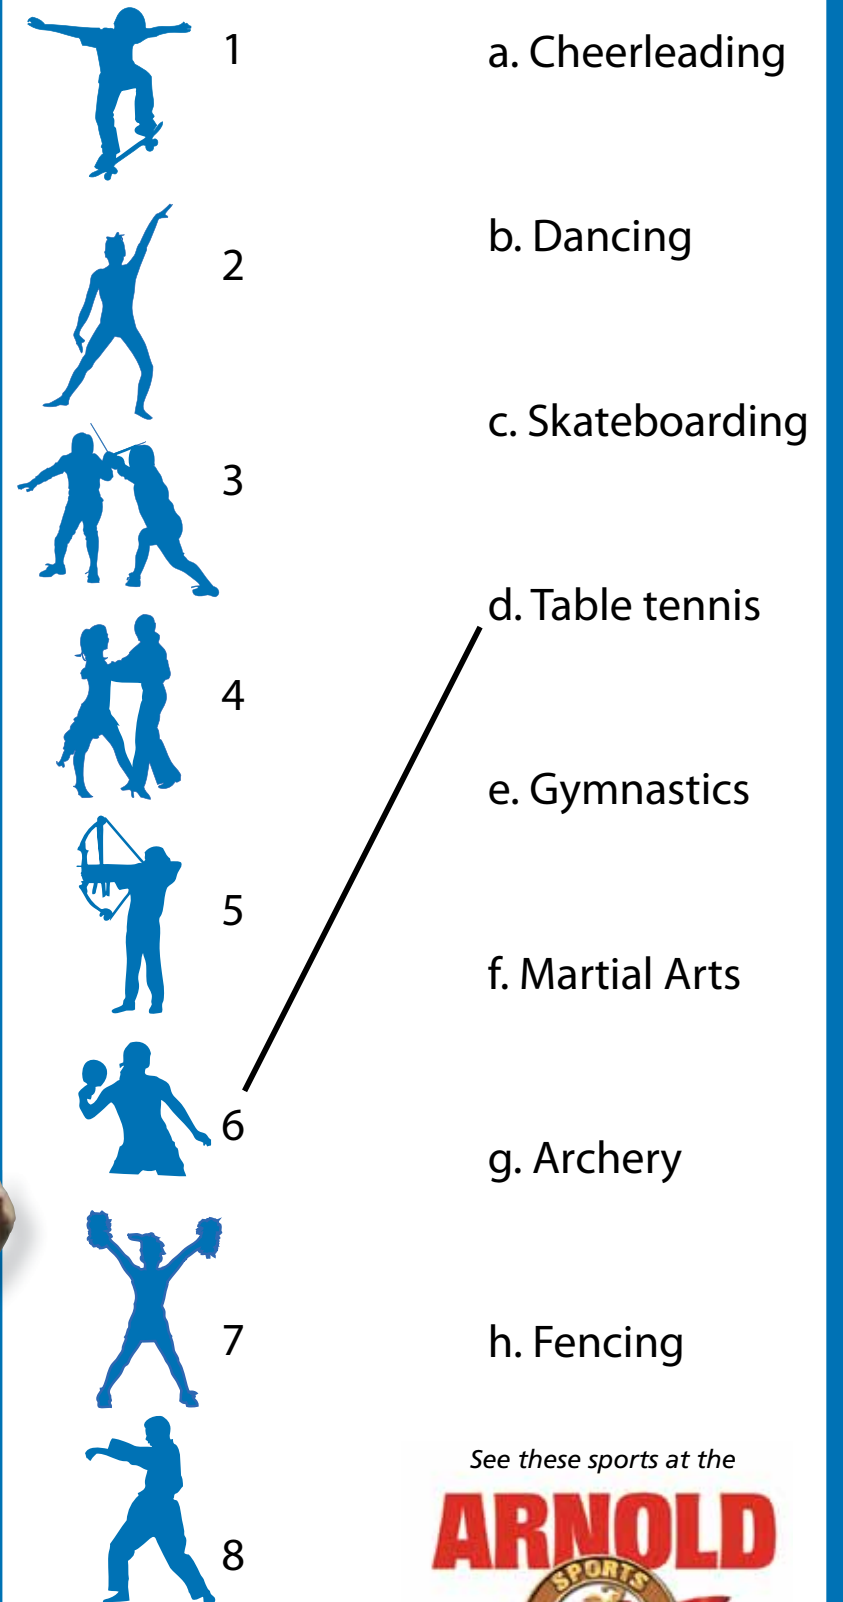 1
a. Cheerleading
2
b. Dancing
3
c. Skateboarding
4
d. Table tennis
5
e. Gymnastics
6
f. Martial Arts
7
g. Archery
8
h. Fencing
See these sports at the
ARNOLD
SPORTS